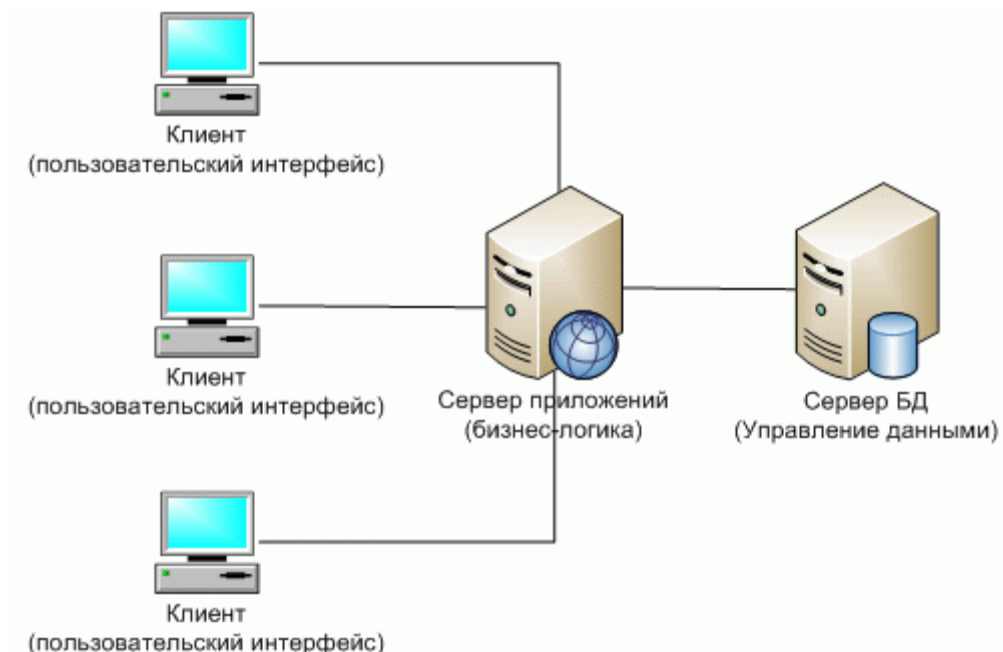 Клиент
(пользовательский интерфейс)
Клиент
(пользовательский интерфейс)
Сервер приложений
(бизнес-логика)
Сервер БД
(Управление данными)
Клиент
(пользовательский интерфейс)